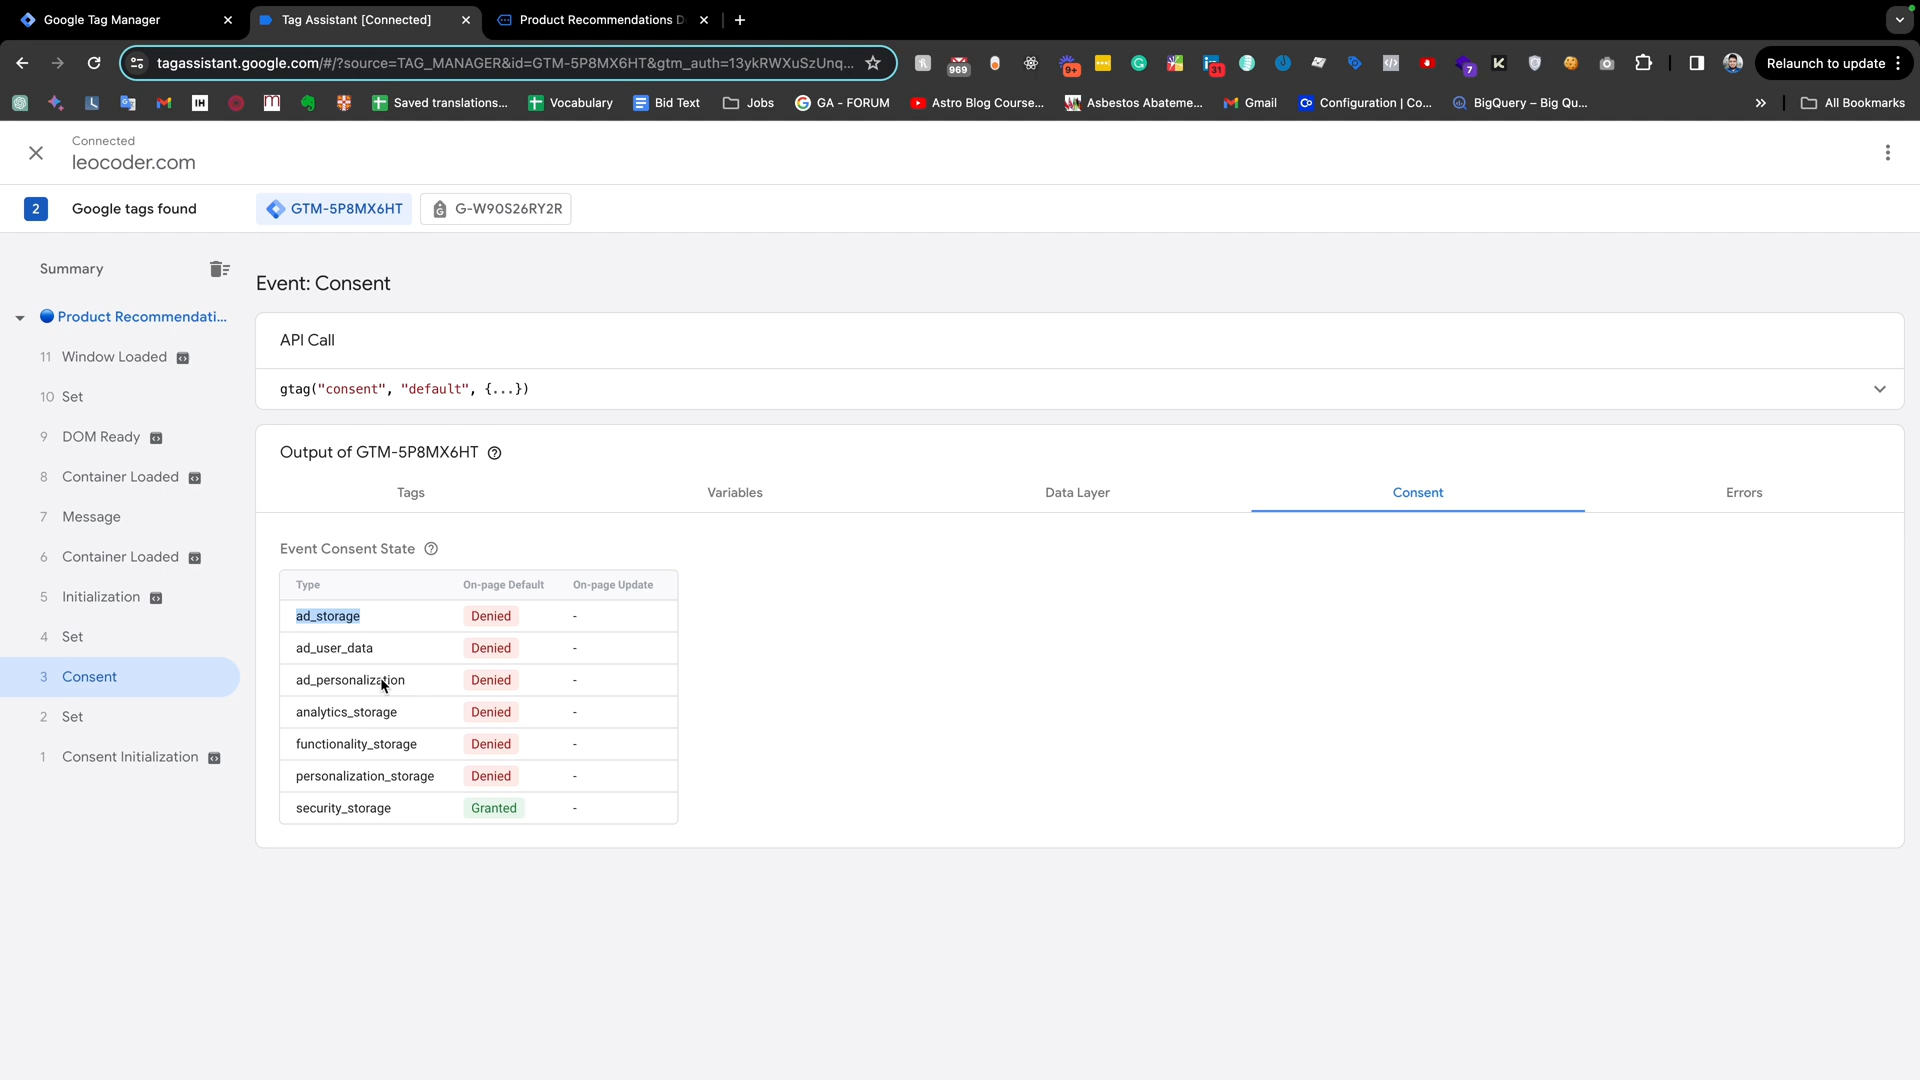 Google Tag Manager
Tag Assistant [Connected]
Product Recommendations D
tagassistant.google.com/#/?source=TAG_MANAGER&id=GTM-5P8MX6HT&gtm_auth=13ykRWXuSzUnq...
969
9+
31
7
Relaunch to update
IH
Saved translations...
Vocabulary
Bid Text
Jobs
GA - FORUM
Astro Blog Course...
Asbestos Abateme...
Gmail
Configuration | Co...
BigQuery – Big Qu...
All Bookmarks
Connected
leocoder.com
2
Google tags found
GTM-5P8MX6HT
G-W90S26RY2R
Summary
Product Recommendati...
11 Window Loaded
10 Set
9 DOM Ready
8 Container Loaded
7 Message
6 Container Loaded
5 Initialization
4 Set
3 Consent
2 Set
1 Consent Initialization
Event: Consent
API Call
gtag("consent", "default", {...})
Output of GTM-5P8MX6HT
Tags
Variables
Data Layer
Consent
Errors
Event Consent State
Type On-page Default On-page Update
ad_storage Denied -
ad_user_data Denied -
ad_personalization Denied -
analytics_storage Denied -
functionality_storage Denied -
personalization_storage Denied -
security_storage Granted -